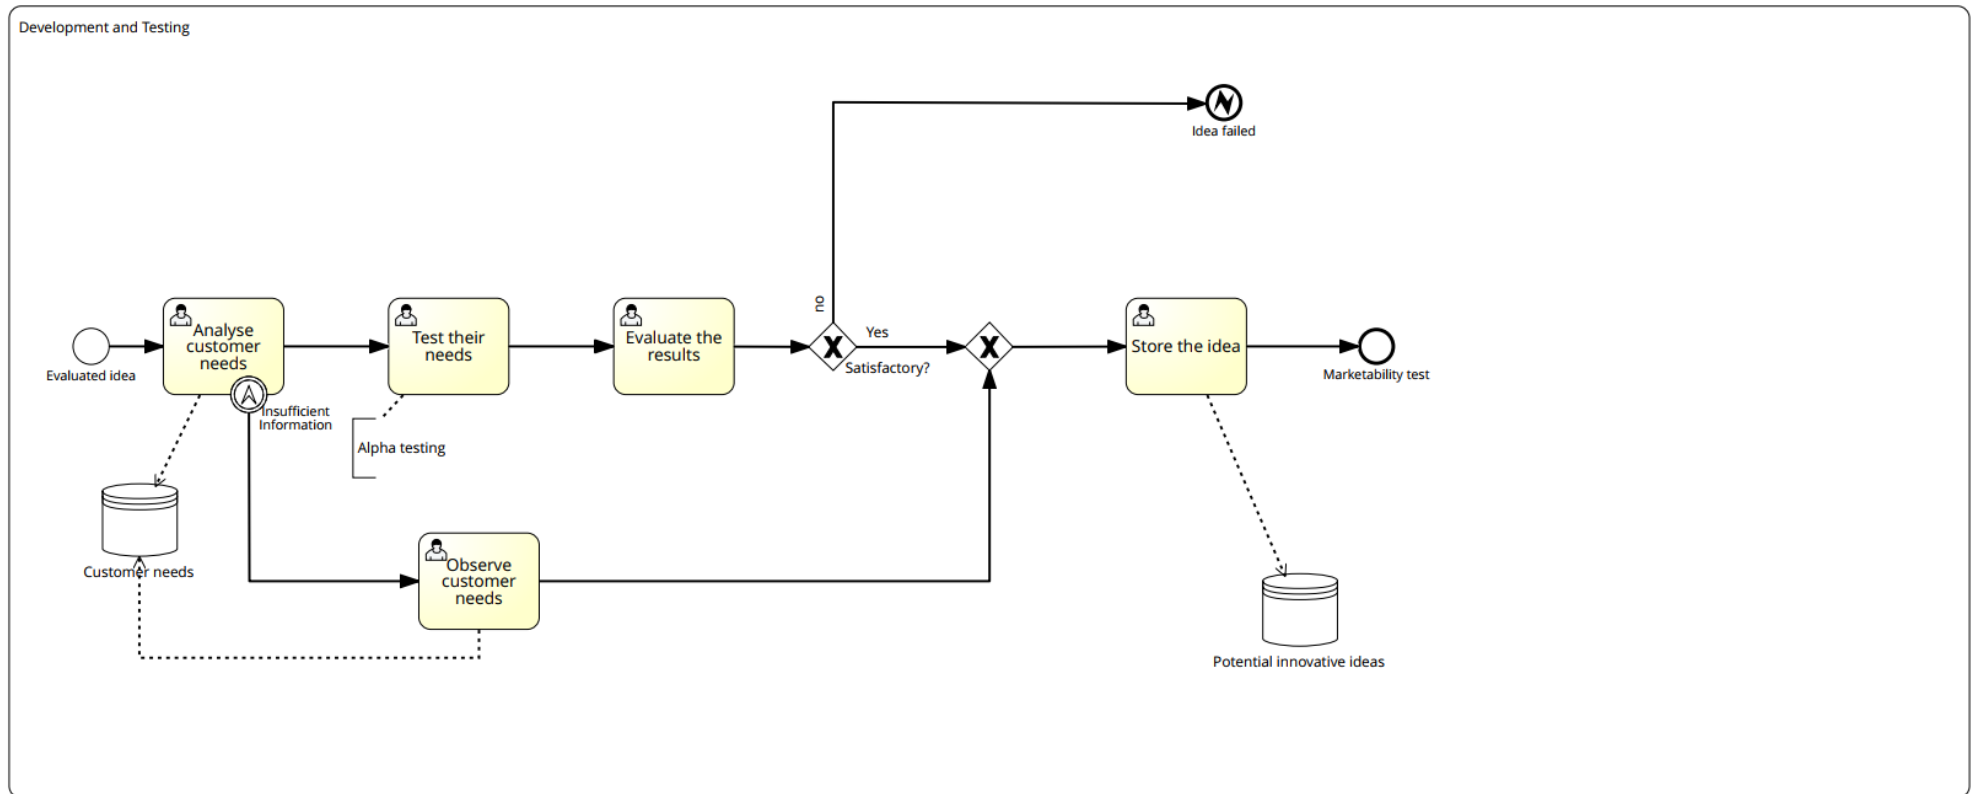 Development and Testing
Idea failed
no
Yes
Satisfactory?
Evaluated idea
Analyse
customer
needs
Insufficient
Information
Test their
needs
Alpha testing
Evaluate the
results
Store the idea
Marketability test
Customer needs
Observe
customer
needs
Potential innovative ideas